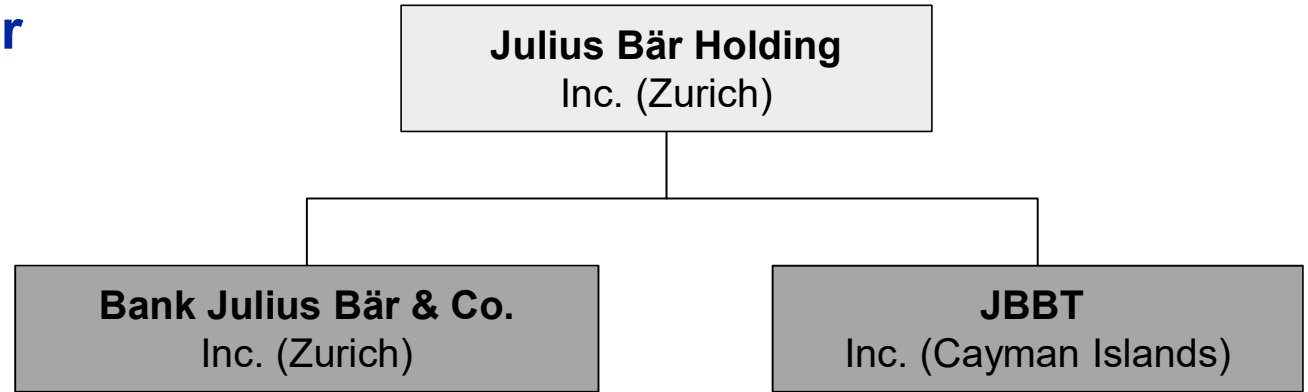 r
Julius Bär Holding
Inc. (Zurich)
Bank Julius Bär & Co.
Inc. (Zurich)
JBBT
Inc. (Cayman Islands)